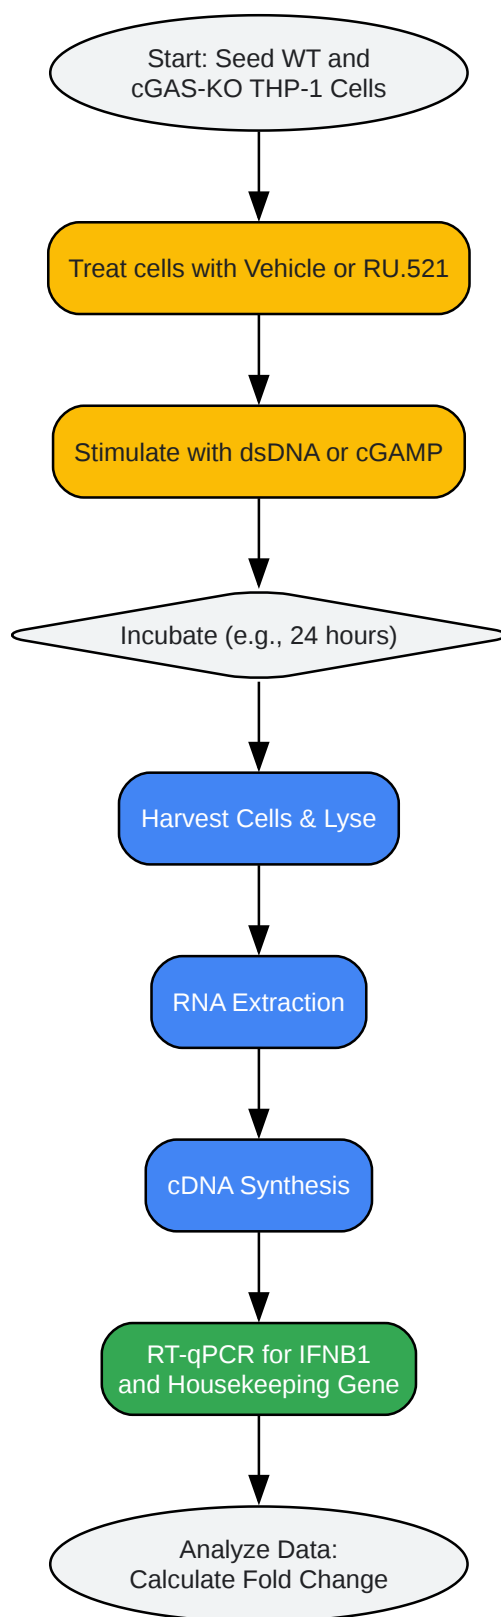 Start: Seed WT and
cGAS-KO THP-1 Cells
Treat cells with Vehicle or RU.521
Stimulate with dsDNA or cGAMP
Incubate (e.g., 24 hours)
Harvest Cells & Lyse
RNA Extraction
cDNA Synthesis
RT-qPCR for IFNB1
and Housekeeping Gene
Analyze Data:
Calculate Fold Change